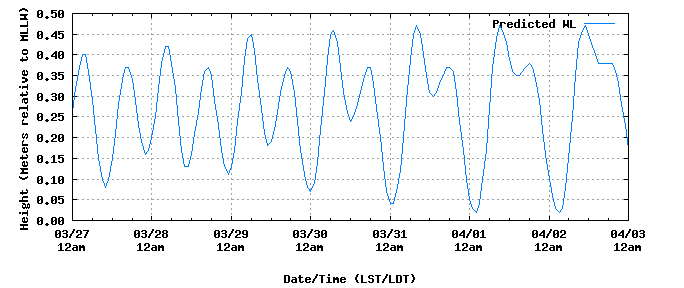 0.50
Predicted WL
0.45
0.40
0.35
0.30
0.25
0.20
0.15
0.10
0.05
0.00
Height (Meters relative to MLLW)
03/27 03/28 03/29 03/30 03/31 04/01 04/02 04/03
12am 12am 12am 12am 12am 12am 12am 12am
Date/Time (LST/LDT)